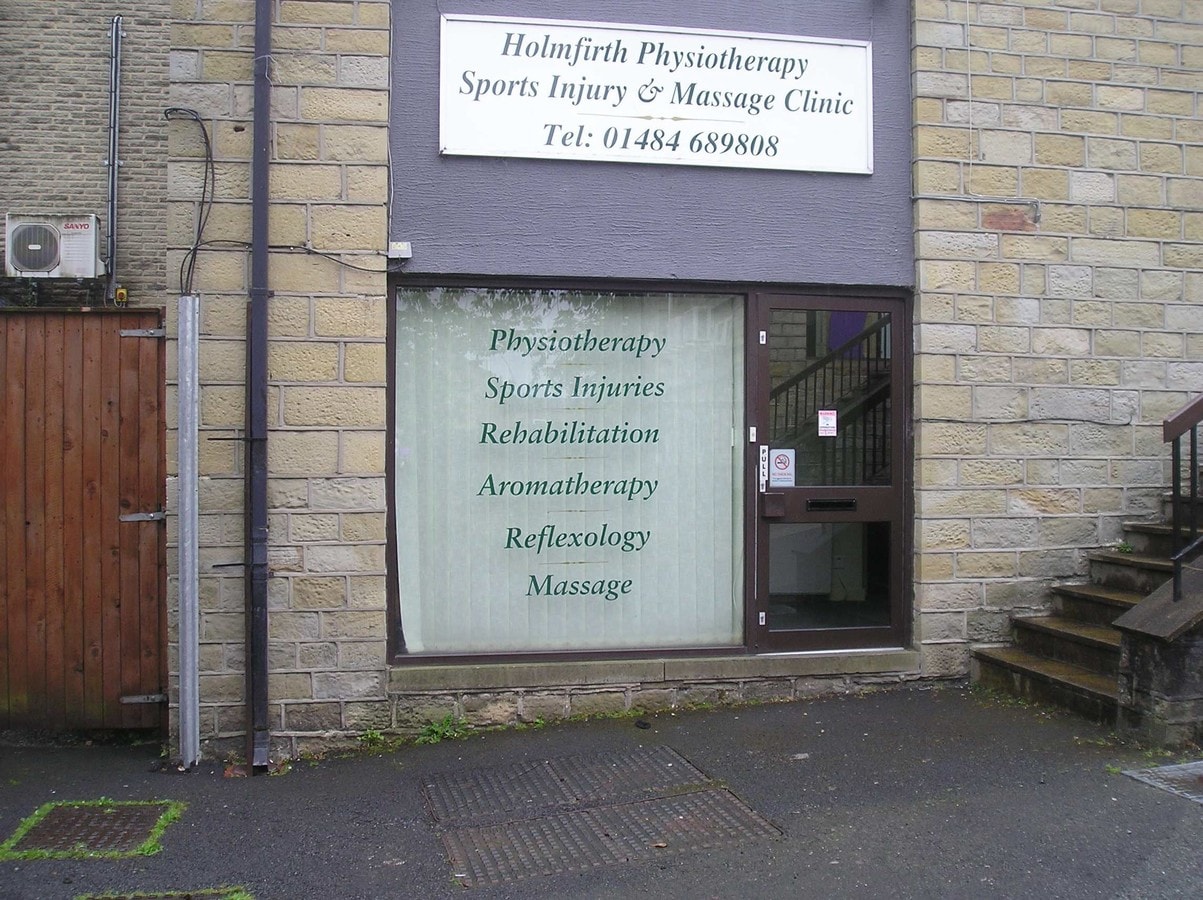 Holmfirth Physiotherapy
Sports Injury & Massage Clinic
Tel: 01484 689808
SANYO
Physiotherapy
Sports Injuries
Rehabilitation
Aromatherapy
Reflexology
Massage
PULL